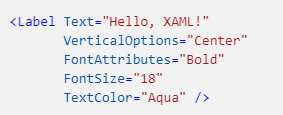 <Label Text="Hello, XAML!"
VerticalOptions="Center"
FontAttributes="Bold"
FontSize="18"
TextColor="Aqua" />